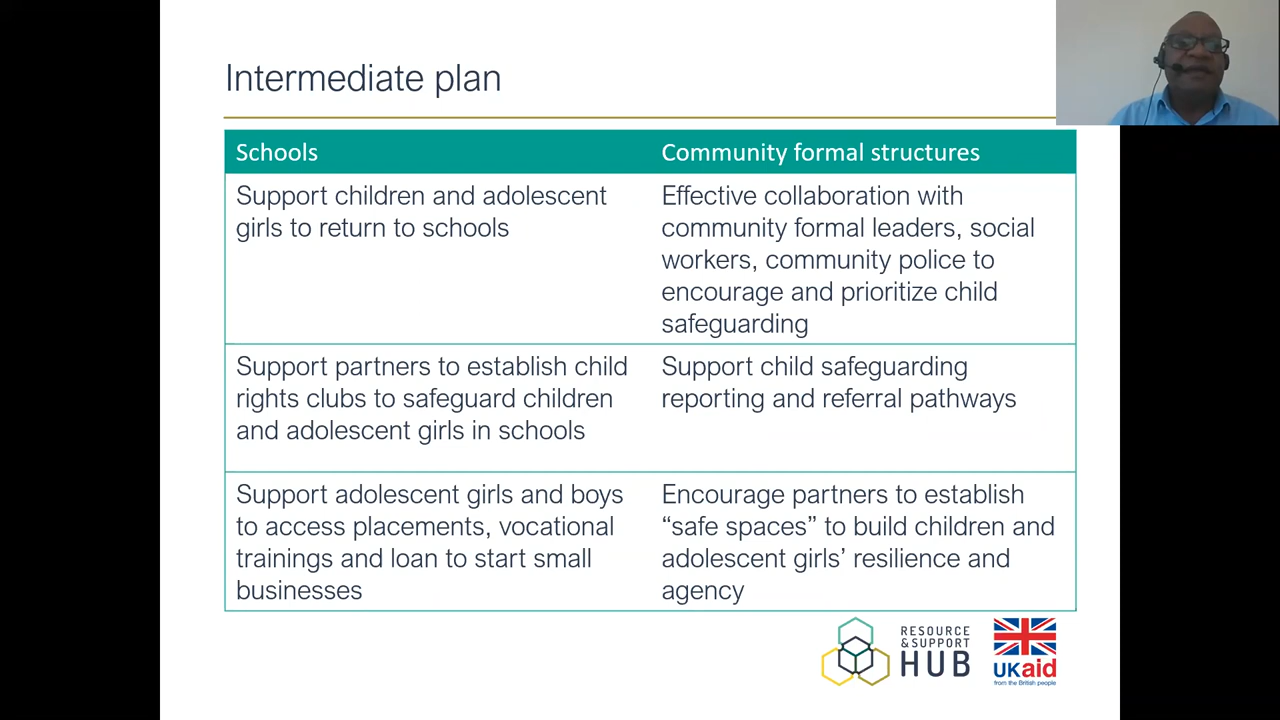 Intermediate plan
Schools
Community formal structures
Support children and adolescent
girls to return to schools
Effective collaboration with
community formal leaders, social
workers, community police to
encourage and prioritize child
safeguarding
Support partners to establish child
rights clubs to safeguard children
and adolescent girls in schools
Support child safeguarding
reporting and referral pathways
Support adolescent girls and boys
to access placements, vocational
trainings and loan to start small
businesses
Encourage partners to establish
“safe spaces” to build children and
adolescent girls’ resilience and
agency
RESOURCE
&SUPPORT
HUB
UKaid
from the British people